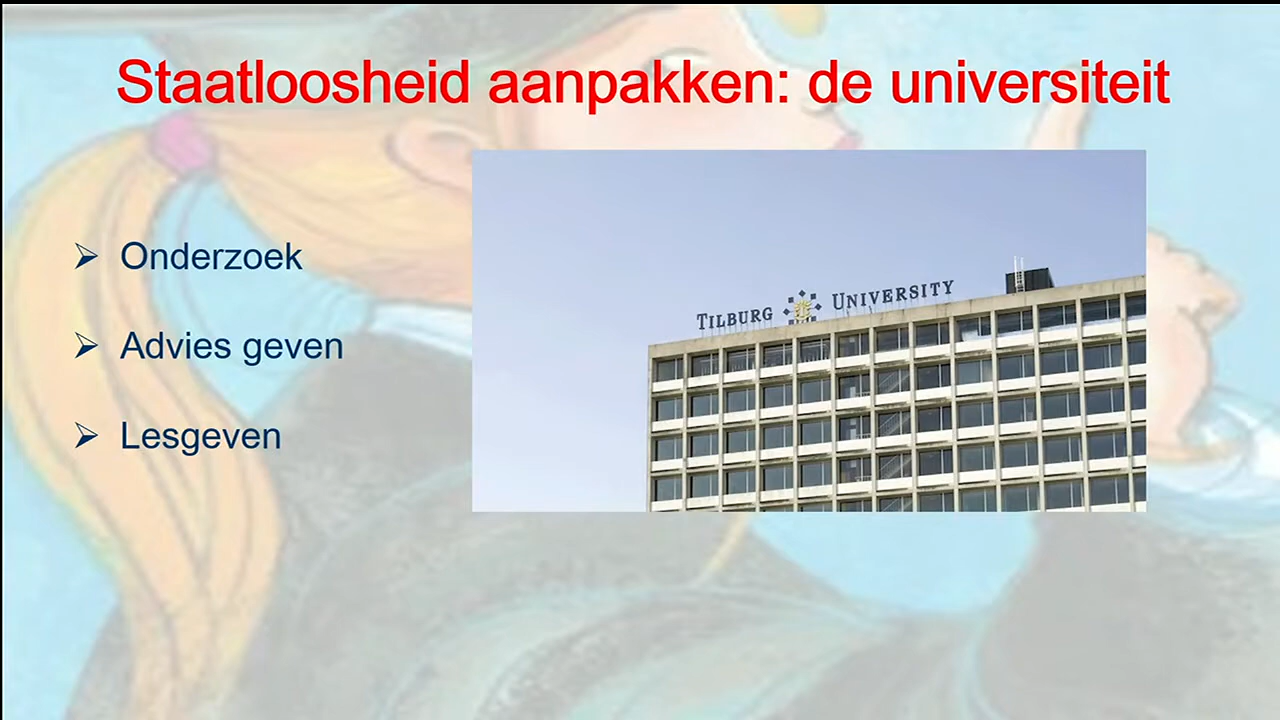 Staatloosheid aanpakken: de universiteit
Onderzoek
Advies geven
Lesgeven
TILBURG UNIVERSITY